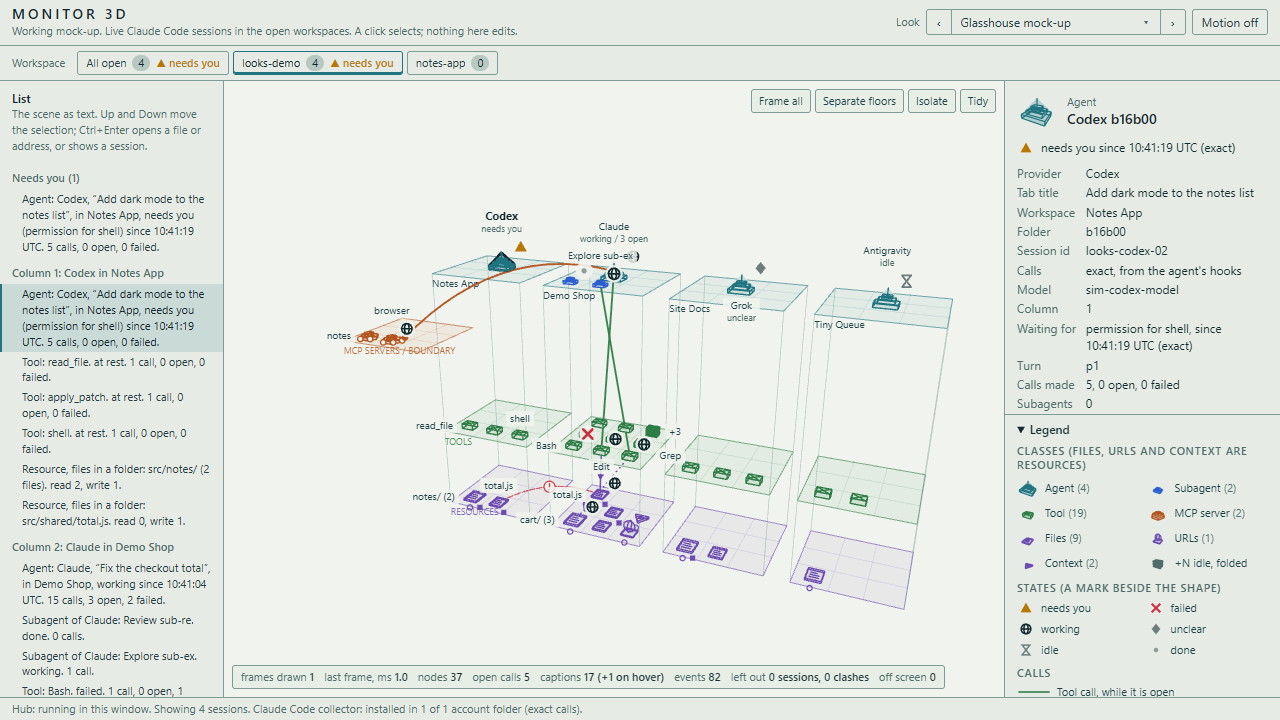 MONITOR 3D
Working mock-up. Live Claude Code sessions in the open workspaces. A click selects; nothing here edits.
Look
‹
Glasshouse mock-up
›
Motion off
Workspace
All open 4 needs you
looks-demo 4 needs you
notes-app 0
List
The scene as text. Up and Down move
the selection; Ctrl+Enter opens a file or
address, or shows a session.
Needs you (1)
Agent: Codex, "Add dark mode to the
notes list", in Notes App, needs you
(permission for shell) since 10:41:19
UTC. 5 calls, 0 open, 0 failed.
Column 1: Codex in Notes App
Agent: Codex, "Add dark mode to the
notes list", in Notes App, needs you
(permission for shell) since 10:41:19
UTC. 5 calls, 0 open, 0 failed.
Tool: read_file. at rest. 1 call, 0 open, 0
failed.
Tool: apply_patch. at rest. 1 call, 0
open, 0 failed.
Tool: shell. at rest. 1 call, 0 open, 0
failed.
Resource, files in a folder: src/notes/ (2
files). read 2, write 1.
Resource, files in a folder:
src/shared/total.js. read 0, write 1.
Column 2: Claude in Demo Shop
Agent: Claude, "Fix the checkout total",
in Demo Shop, working since 10:41:04
UTC. 15 calls, 3 open, 2 failed.
Subagent of Claude: Review sub-re.
done. 0 calls.
Subagent of Claude: Explore sub-ex.
working. 1 call.
Tool: Bash. failed. 1 call, 0 open, 1
Frame all
Separate floors
Isolate
Tidy
Codex
needs you
Claude
working / 3 open
Explore sub-ex
Antigravity
idle
Notes App
Demo Shop
Site Docs
Grok
unclear
Tiny Queue
browser
notes
MCP SERVERS / BOUNDARY
read_file
shell
TOOLS
Bash
+3
Grep
Edit
total.js
total.js
notes/ (2)
RESOURCES
cart/ (3)
frames drawn 1 last frame, ms 1.0 nodes 37 open calls 5 captions 17 (+1 on hover) events 82 left out 0 sessions, 0 clashes off screen 0
Agent
Codex b16b00
needs you since 10:41:19 UTC (exact)
Provider Codex
Tab title Add dark mode to the notes list
Workspace Notes App
Folder b16b00
Session id looks-codex-02
Calls exact, from the agent's hooks
Model sim-codex-model
Column 1
Waiting for permission for shell, since
10:41:19 UTC (exact)
Turn p1
Calls made 5, 0 open, 0 failed
Subagents 0
Legend
CLASSES (FILES, URLS AND CONTEXT ARE
RESOURCES)
Agent (4) Subagent (2)
Tool (19) MCP server (2)
Files (9) URLs (1)
Context (2) +N idle, folded
STATES (A MARK BESIDE THE SHAPE)
needs you failed
working unclear
idle done
CALLS
Tool call, while it is open
Hub: running in this window. Showing 4 sessions. Claude Code collector: installed in 1 of 1 account folder (exact calls).